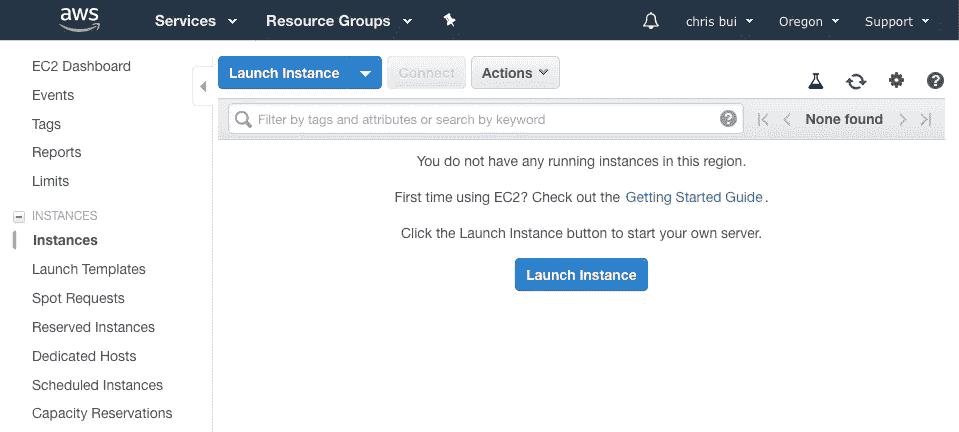 aws Services Resource Groups chris bui Oregon Support
EC2 Dashboard
Events
Tags
Reports
Limits
INSTANCES
Instances
Launch Templates
Spot Requests
Reserved Instances
Dedicated Hosts
Scheduled Instances
Capacity Reservations
Launch Instance Connect Actions
Filter by tags and attributes or search by keyword None found
You do not have any running instances in this region.
First time using EC2? Check out the Getting Started Guide.
Click the Launch Instance button to start your own server.
Launch Instance